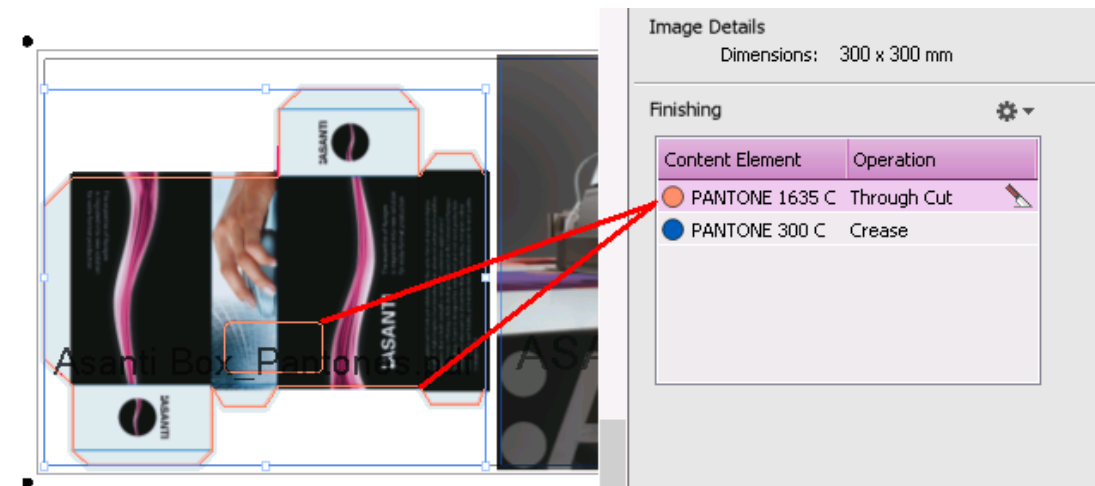 Image Details
Dimensions: 300 x 300 mm
Finishing
Content Element Operation
PANTONE 1635 C Through Cut
PANTONE 300 C Crease
ASANTI
:ASANTI
Asanti Box_Pantones.pdf
ASA
:ASANTI